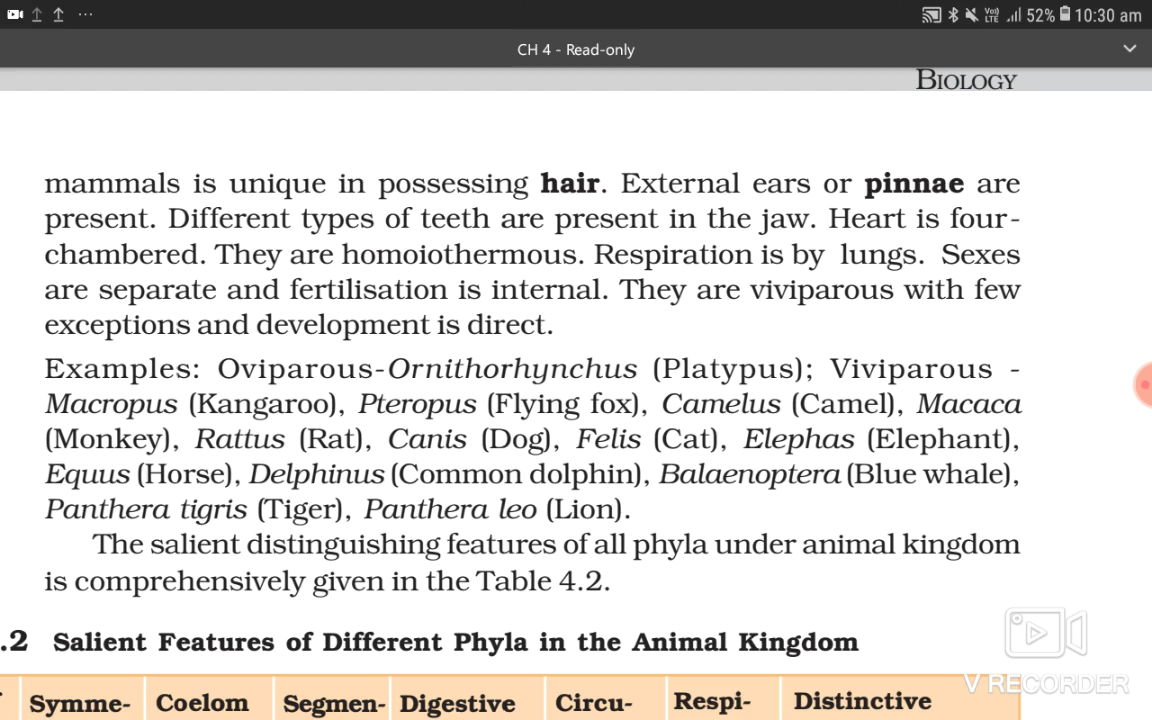 VoD LTE 52% 10:30 am
CH 4 - Read-only
BIOLOGY
mammals is unique in possessing hair. External ears or pinnae are
present. Different types of teeth are present in the jaw. Heart is four-
chambered. They are homoiothermous. Respiration is by lungs. Sexes
are separate and fertilisation is internal. They are viviparous with few
exceptions and development is direct.
Examples: Oviparous-Ornithorhynchus (Platypus); Viviparous -
Macropus (Kangaroo), Pteropus (Flying fox), Camelus (Camel), Macaca
(Monkey), Rattus (Rat), Canis (Dog), Felis (Cat), Elephas (Elephant),
Equus (Horse), Delphinus (Common dolphin), Balaenoptera (Blue whale),
Panthera tigris (Tiger), Panthera leo (Lion).
The salient distinguishing features of all phyla under animal kingdom
is comprehensively given in the Table 4.2.
.2 Salient Features of Different Phyla in the Animal Kingdom
Symme- Coelom Segmen- Digestive Circu- Respi- Distinctive
V RECORDER